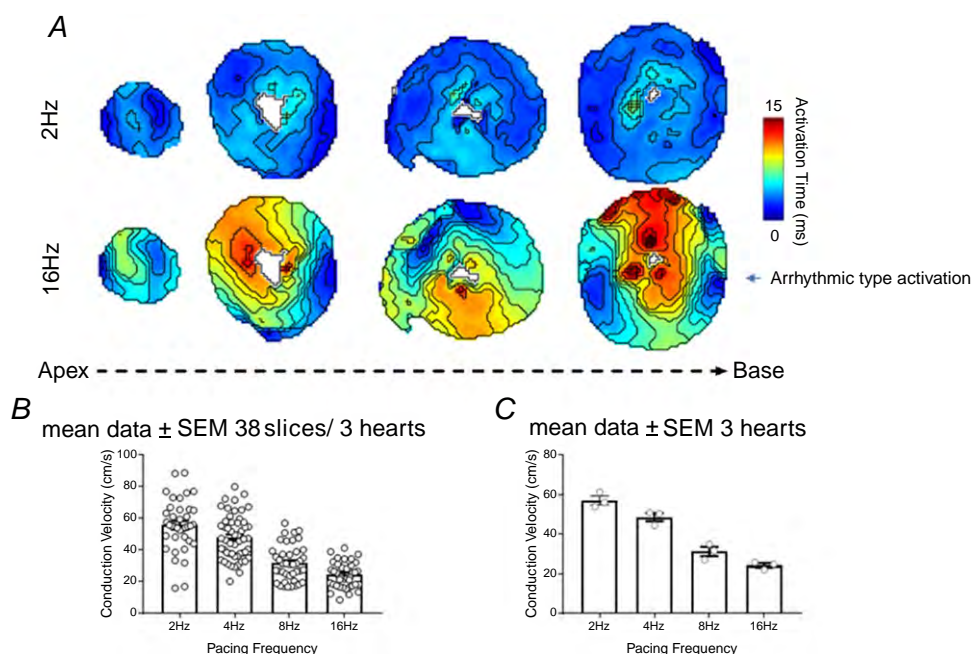 A
2Hz
16Hz
15
Activation Time (ms)
0
Arrhythmic type activation
Apex
Base
B
mean data ± SEM 38 slices/ 3 hearts
Conduction Velocity (cm/s)
100
80
60
40
20
0
2Hz 4Hz 8Hz 16Hz
Pacing Frequency
C
mean data ± SEM 3 hearts
Conduction Velocity (cm/s)
80
60
40
20
0
2Hz 4Hz 8Hz 16Hz
Pacing Frequency